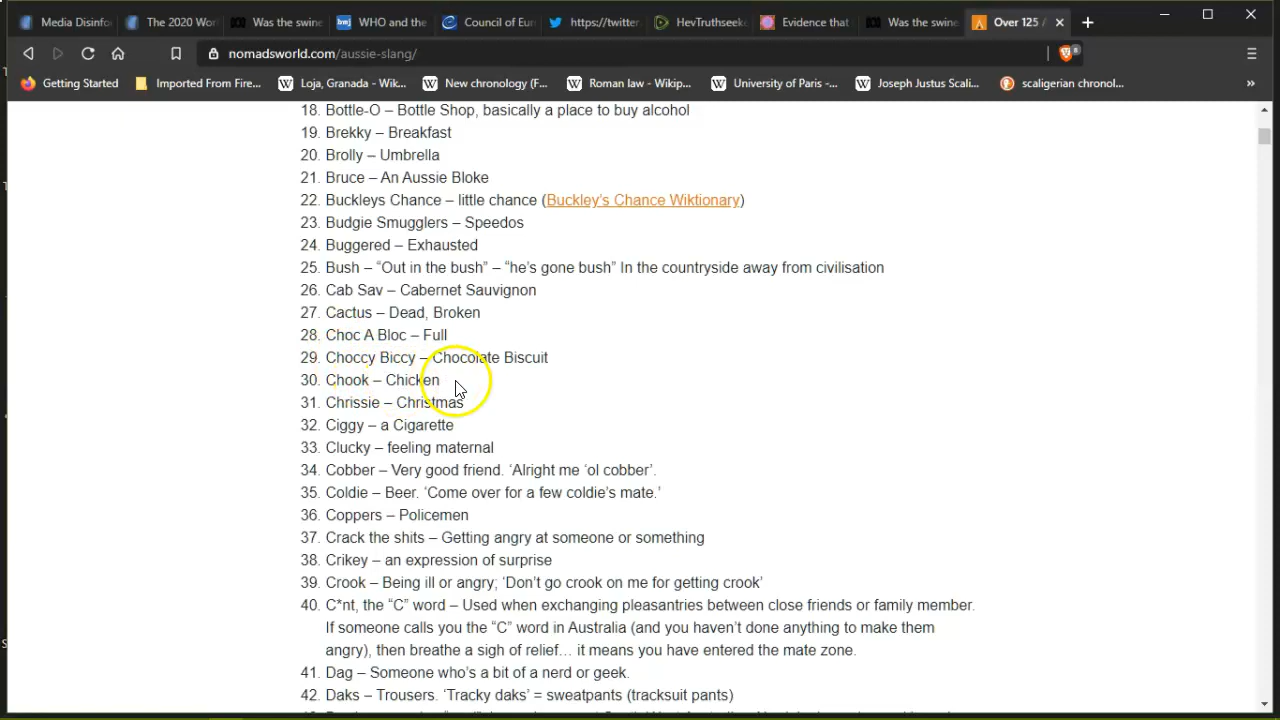 Media Disinfo
The 2020 Wor
Was the swine
WHO and the
Council of Eur
https://twitter.
HevTruthseeke
Evidence that
Was the swine
Over 125 A
nomadsworld.com/aussie-slang/
Getting Started
Imported From Fire...
Loja, Granada - Wik...
New chronology (F...
Roman law - Wikip...
University of Paris -...
Joseph Justus Scali...
scaligerian chronol...
18. Bottle-O – Bottle Shop, basically a place to buy alcohol
19. Brekky – Breakfast
20. Brolly – Umbrella
21. Bruce – An Aussie Bloke
22. Buckleys Chance – little chance (Buckley's Chance Wiktionary)
23. Budgie Smugglers – Speedos
24. Buggered – Exhausted
25. Bush – “Out in the bush” – “he’s gone bush” In the countryside away from civilisation
26. Cab Sav – Cabernet Sauvignon
27. Cactus – Dead, Broken
28. Choc A Bloc – Full
29. Choccy Biccy – Chocolate Biscuit
30. Chook – Chicken
31. Chrissie – Christmas
32. Ciggy – a Cigarette
33. Clucky – feeling maternal
34. Cobber – Very good friend. ‘Alright me ‘ol cobber’.
35. Coldie – Beer. ‘Come over for a few coldie’s mate.’
36. Coppers – Policemen
37. Crack the shits – Getting angry at someone or something
38. Crikey – an expression of surprise
39. Crook – Being ill or angry; ‘Don’t go crook on me for getting crook’
40. C*nt, the “C” word – Used when exchanging pleasantries between close friends or family member.
If someone calls you the “C” word in Australia (and you haven’t done anything to make them
angry), then breathe a sigh of relief… it means you have entered the mate zone.
41. Dag – Someone who’s a bit of a nerd or geek.
42. Daks – Trousers. ‘Tracky daks’ = sweatpants (tracksuit pants)